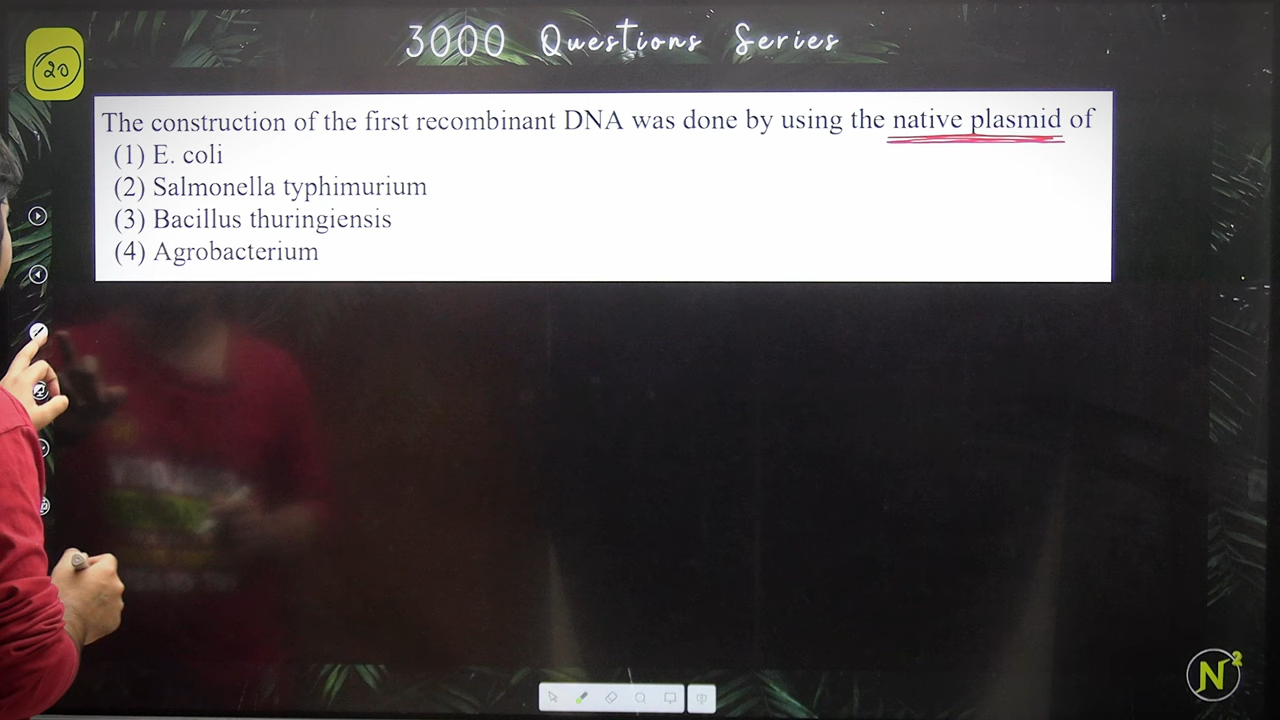 3000 Questions Series
20
The construction of the first recombinant DNA was done by using the native plasmid of
(1) E. coli
(2) Salmonella typhimurium
(3) Bacillus thuringiensis
(4) Agrobacterium
N2